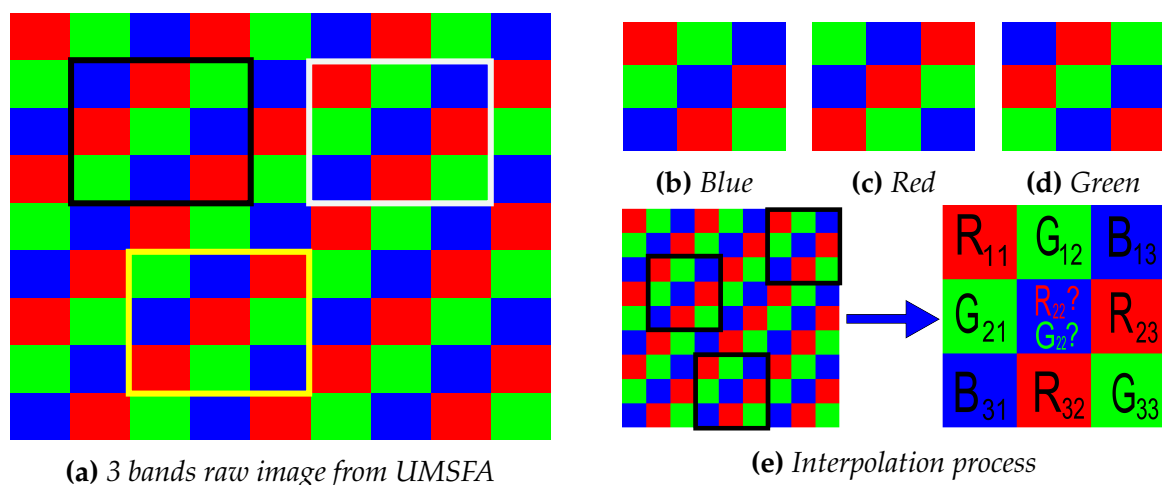 (b) Blue
(c) Red
(d) Green
R11 G12 B13
G21 R22? R23
G22?
B31 R32 G33
(a) 3 bands raw image from UMSFA
(e) Interpolation process